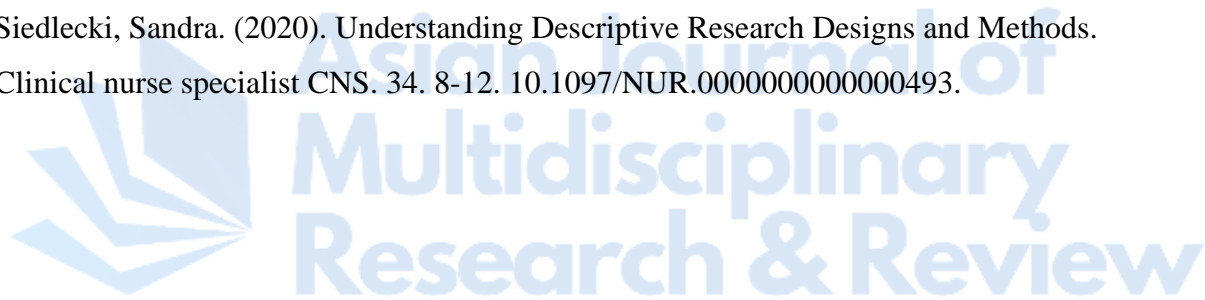 Siedlecki, Sandra. (2020). Understanding Descriptive Research Designs and Methods.
Clinical nurse specialist CNS. 34. 8-12. 10.1097/NUR.0000000000000493.
Asian Journal of
Multidisciplinary
Research & Review